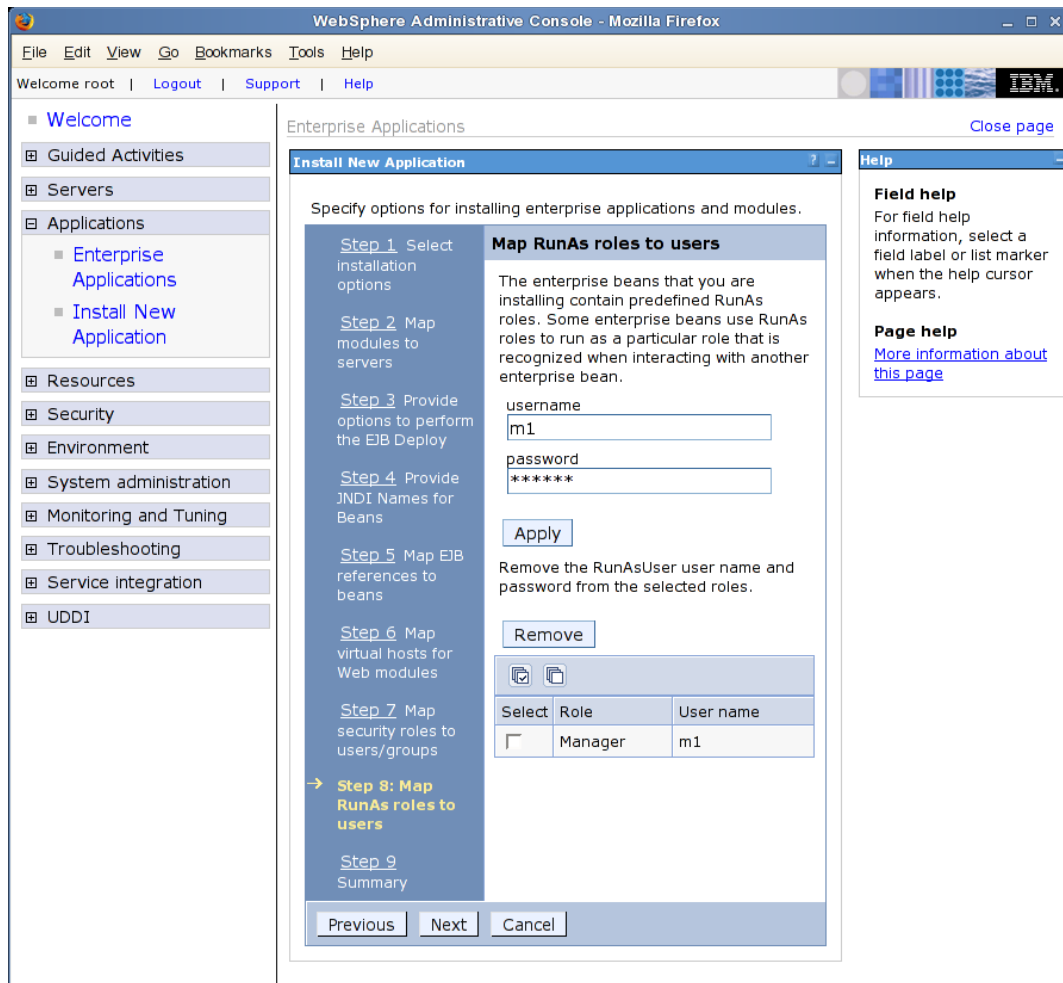 WebSphere Administrative Console - Mozilla Firefox
File Edit View Go Bookmarks Tools Help
Welcome root | Logout | Support | Help
IBM.
Welcome
Guided Activities
Servers
Applications
Enterprise
Applications
Install New
Application
Resources
Security
Environment
System administration
Monitoring and Tuning
Troubleshooting
Service integration
UDDI
Enterprise Applications
Close page
Install New Application ? –
Specify options for installing enterprise applications and modules.
Step 1 Select
installation
options
Step 2 Map
modules to
servers
Step 3 Provide
options to perform
the EJB Deploy
Step 4 Provide
JNDI Names for
Beans
Step 5 Map EJB
references to
beans
Step 6 Map
virtual hosts for
Web modules
Step 7 Map
security roles to
users/groups
Step 8: Map
RunAs roles to
users
Step 9
Summary
Map RunAs roles to users
The enterprise beans that you are
installing contain predefined RunAs
roles. Some enterprise beans use RunAs
roles to run as a particular role that is
recognized when interacting with another
enterprise bean.
username
m1
password
******
Apply
Remove the RunAsUser user name and
password from the selected roles.
Remove
Select Role User name
Manager m1
Previous Next Cancel
Help
Field help
For field help
information, select a
field label or list marker
when the help cursor
appears.
Page help
More information about
this page